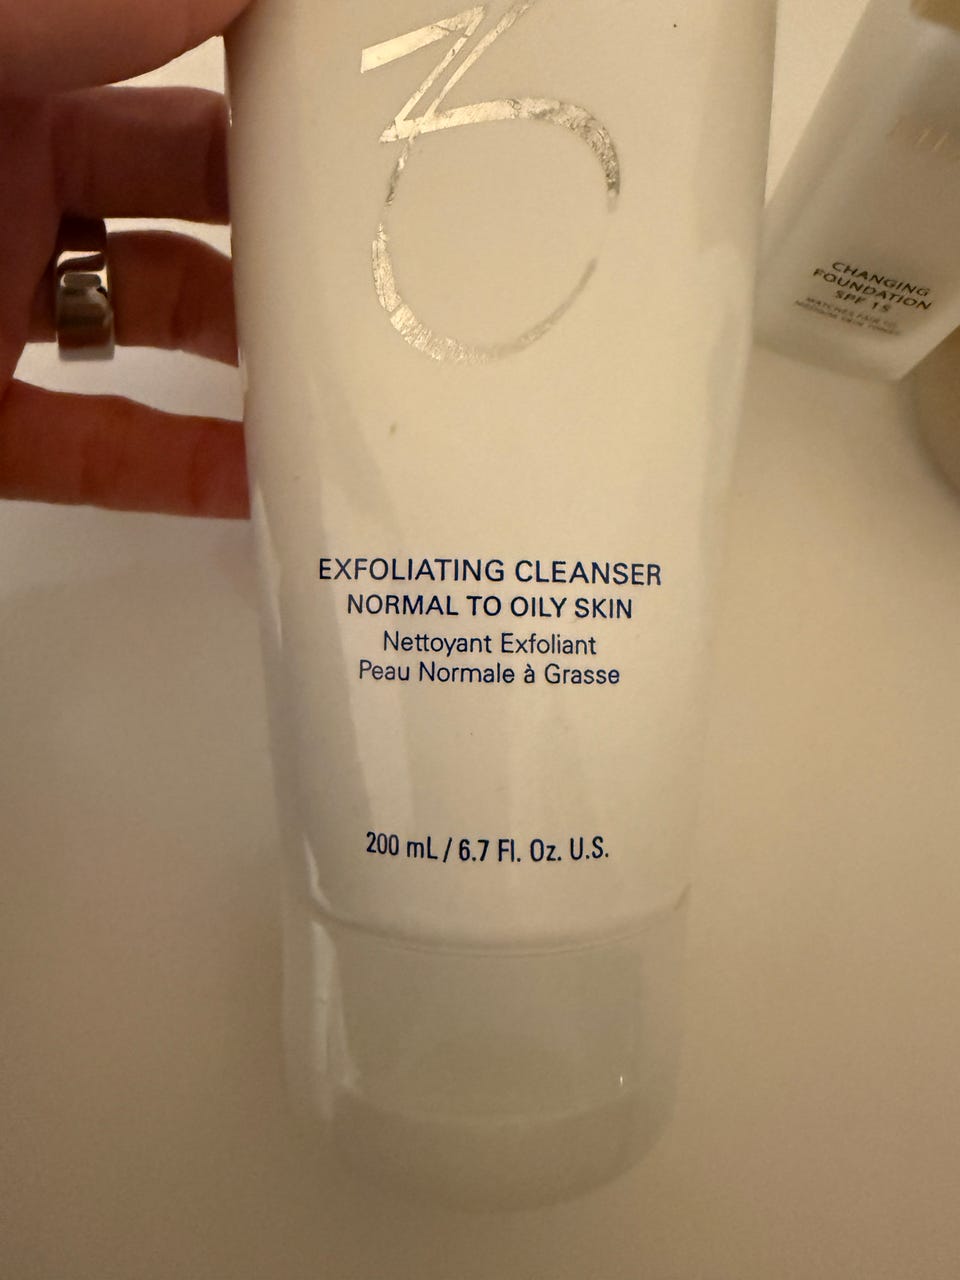 ZO
EXFOLIATING CLEANSER
NORMAL TO OILY SKIN
Nettoyant Exfoliant
Peau Normale à Grasse
200 mL / 6.7 Fl. Oz. U.S.
CHANGING
FOUNDATION
SPF 15